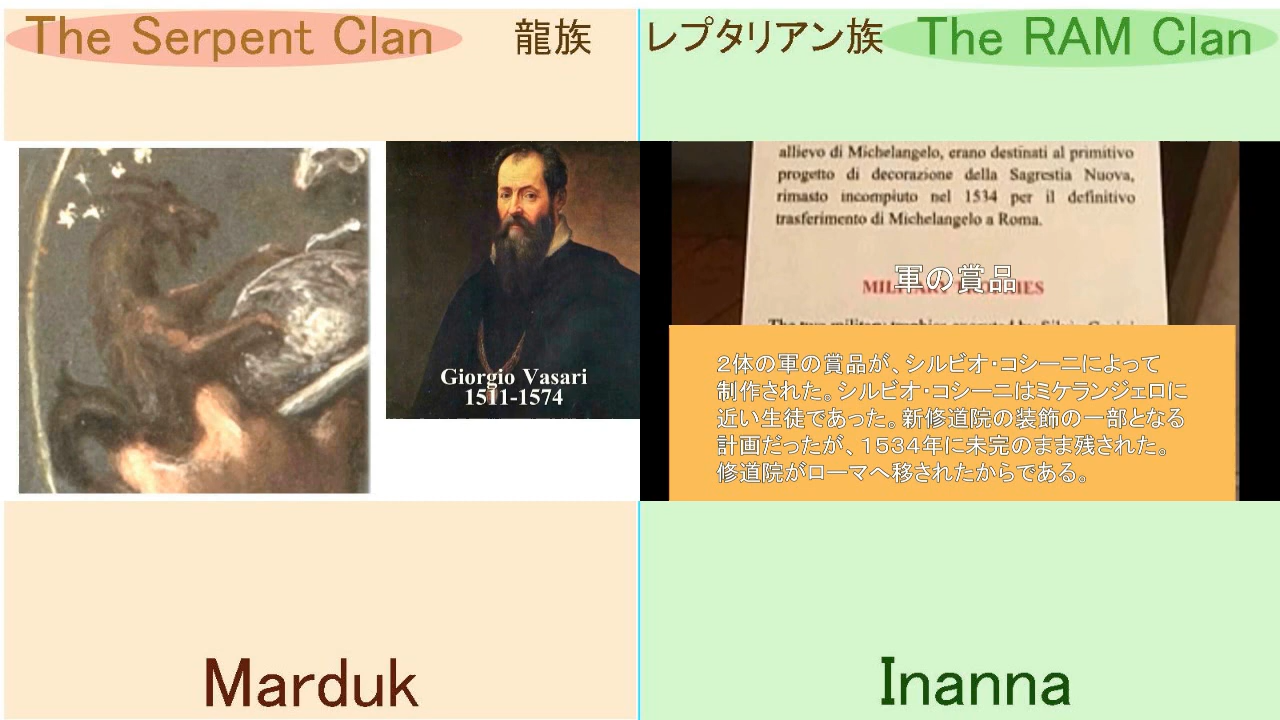 The Serpent Clan
龍族
レプタリアン族
The RAM Clan
Giorgio Vasari
1511-1574
allievo di Michelangelo, erano destinati al primitivo
progetto di decorazione della Sagrestia Nuova,
rimasto incompiuto nel 1534 per il definitivo
trasferimento di Michelangelo a Roma.
軍の賞品
The two military trophies
2体の軍の賞品が、シルビオ・コシーニによって
制作された。シルビオ・コシーニはミケランジェロに
近い生徒であった。新修道院の装飾の一部となる
計画だったが、1534年に未完のまま残された。
修道院がローマへ移されたからである。
Marduk
Inanna